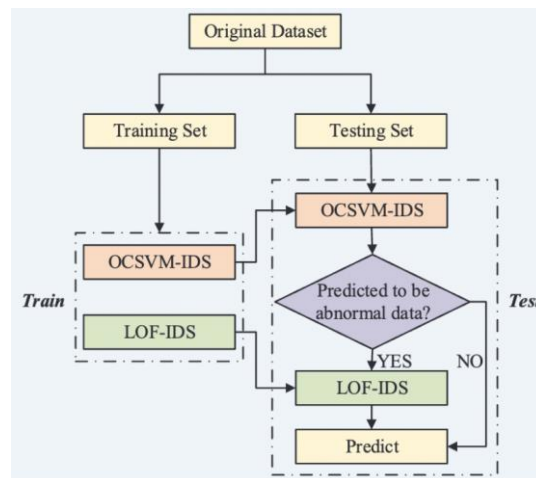 Original Dataset
Training Set
Testing Set
OCSVM-IDS
OCSVM-IDS
Train
Predicted to be
abnormal data?
LOF-IDS
YES
NO
LOF-IDS
Predict